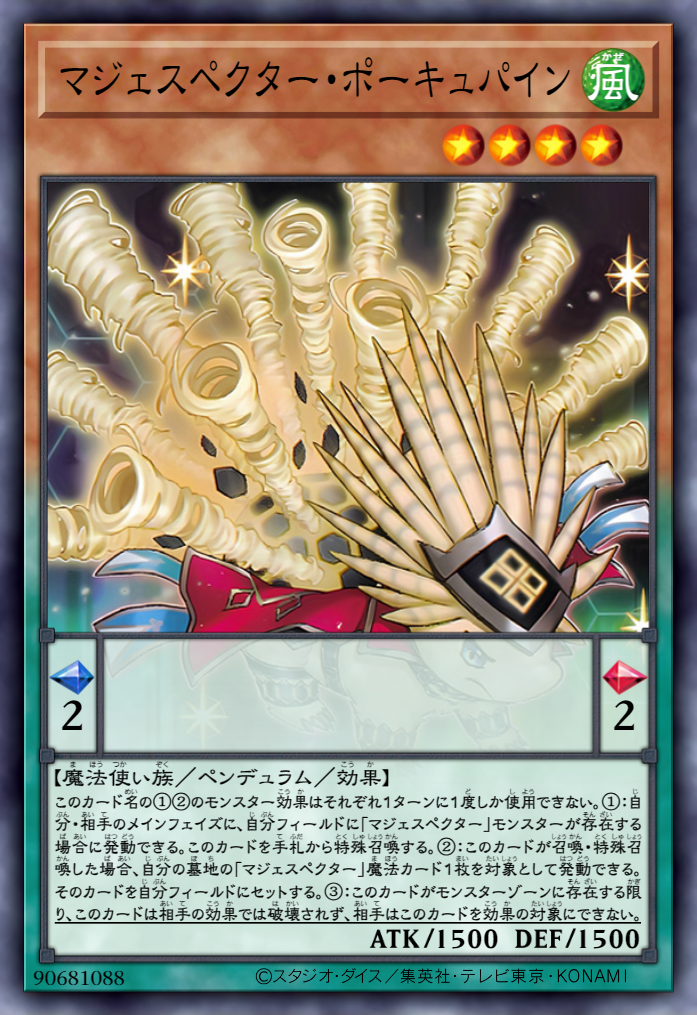 マジェスペクター・ポーキュパイン 風
2 2
【魔法使い族／ペンデュラム／効果】
このカード名の①②のモンスター効果はそれぞれ1ターンに1度しか使用できない。①：自
分・相手のメインフェイズに、自分フィールドに「マジェスペクター」モンスターが存在する
場合に発動できる。このカードを手札から特殊召喚する。②：このカードが召喚・特殊召
喚した場合、自分の墓地の「マジェスペクター」魔法カード1枚を対象として発動できる。
そのカードを自分フィールドにセットする。③：このカードがモンスターゾーンに存在する限
り、このカードは相手の効果では破壊されず、相手はこのカードを効果の対象にできない。
ATK/1500 DEF/1500
90681088 ©スタジオ・ダイス／集英社・テレビ東京・KONAMI